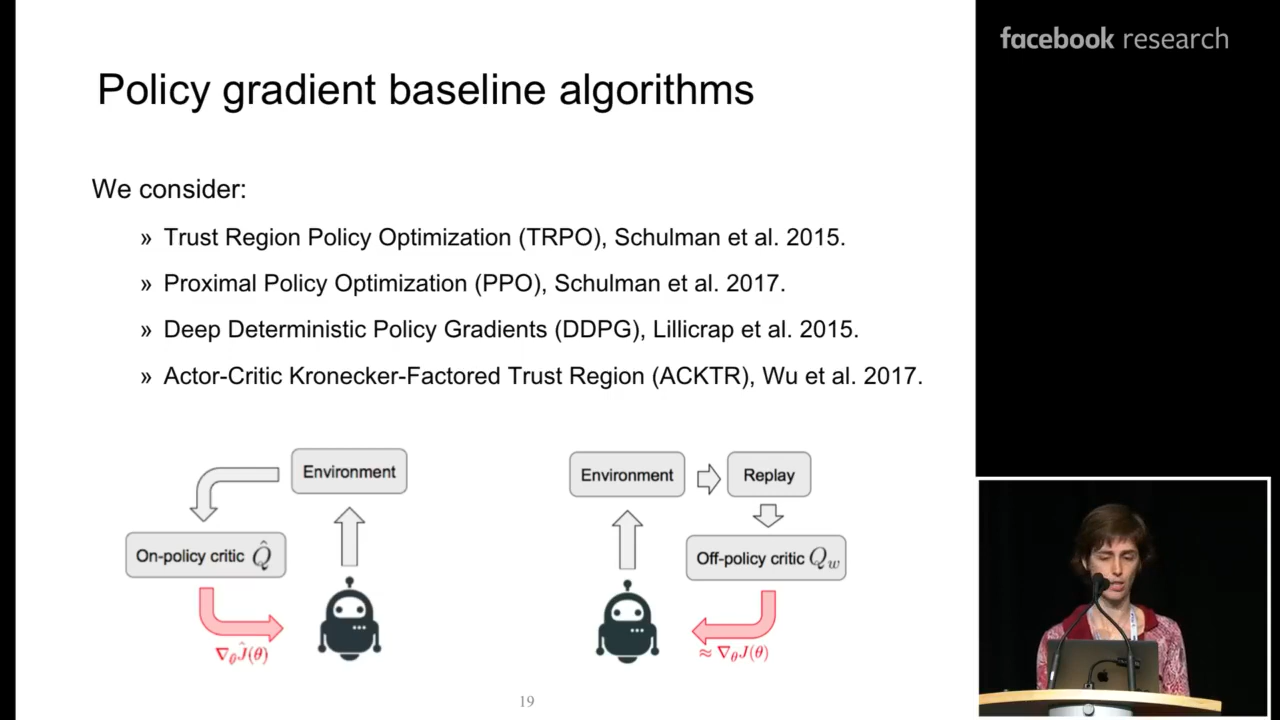 facebook research
Policy gradient baseline algorithms
We consider:
» Trust Region Policy Optimization (TRPO), Schulman et al. 2015.
» Proximal Policy Optimization (PPO), Schulman et al. 2017.
» Deep Deterministic Policy Gradients (DDPG), Lillicrap et al. 2015.
» Actor-Critic Kronecker-Factored Trust Region (ACKTR), Wu et al. 2017.
Environment
On-policy critic Q̂
∇θĴ(θ)
Environment
Replay
Off-policy critic Qw
≈ ∇θJ(θ)
19